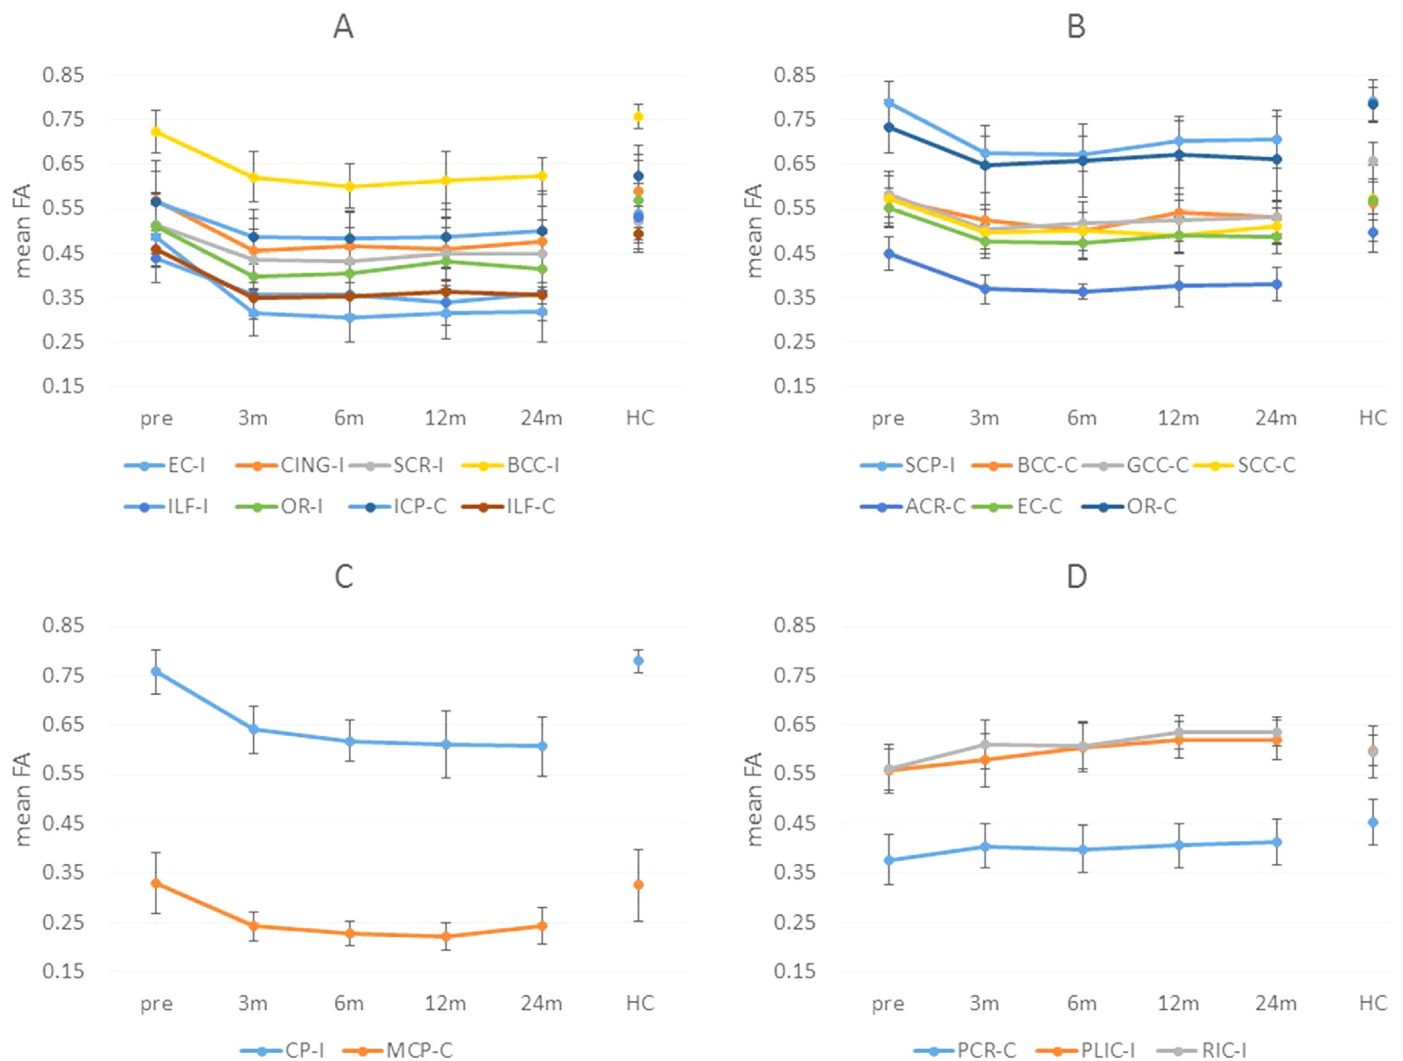 A
0.85
0.75
0.65
0.55
0.45
0.35
0.25
0.15
mean FA
pre 3m 6m 12m 24m HC
EC-I CING-I SCR-I BCC-I
ILF-I OR-I ICP-C ILF-C
B
0.85
0.75
0.65
0.55
0.45
0.35
0.25
0.15
mean FA
pre 3m 6m 12m 24m HC
SCP-I BCC-C GCC-C SCC-C
ACR-C EC-C OR-C
C
0.85
0.75
0.65
0.55
0.45
0.35
0.25
0.15
mean FA
pre 3m 6m 12m 24m HC
CP-I MCP-C
D
0.85
0.75
0.65
0.55
0.45
0.35
0.25
0.15
mean FA
pre 3m 6m 12m 24m HC
PCR-C PLIC-I RIC-I